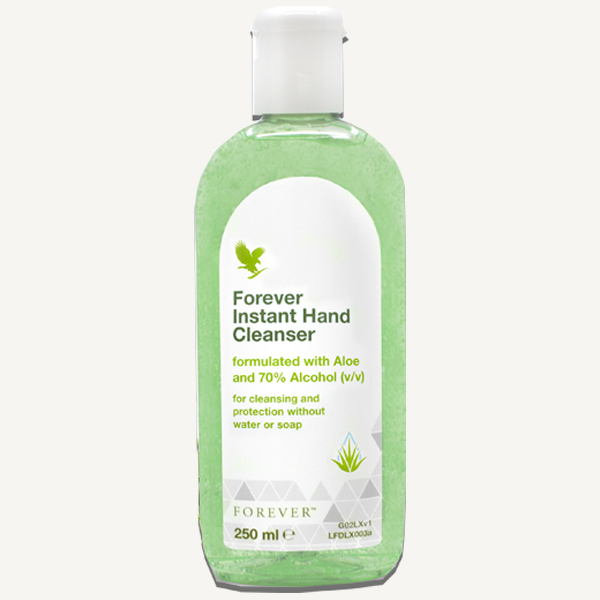 Forever
Instant Hand
Cleanser
formulated with Aloe
and 70% Alcohol (v/v)
for cleansing and
protection without
water or soap
FOREVER™
G02LXv1
250 ml ℮
LFDLX003a